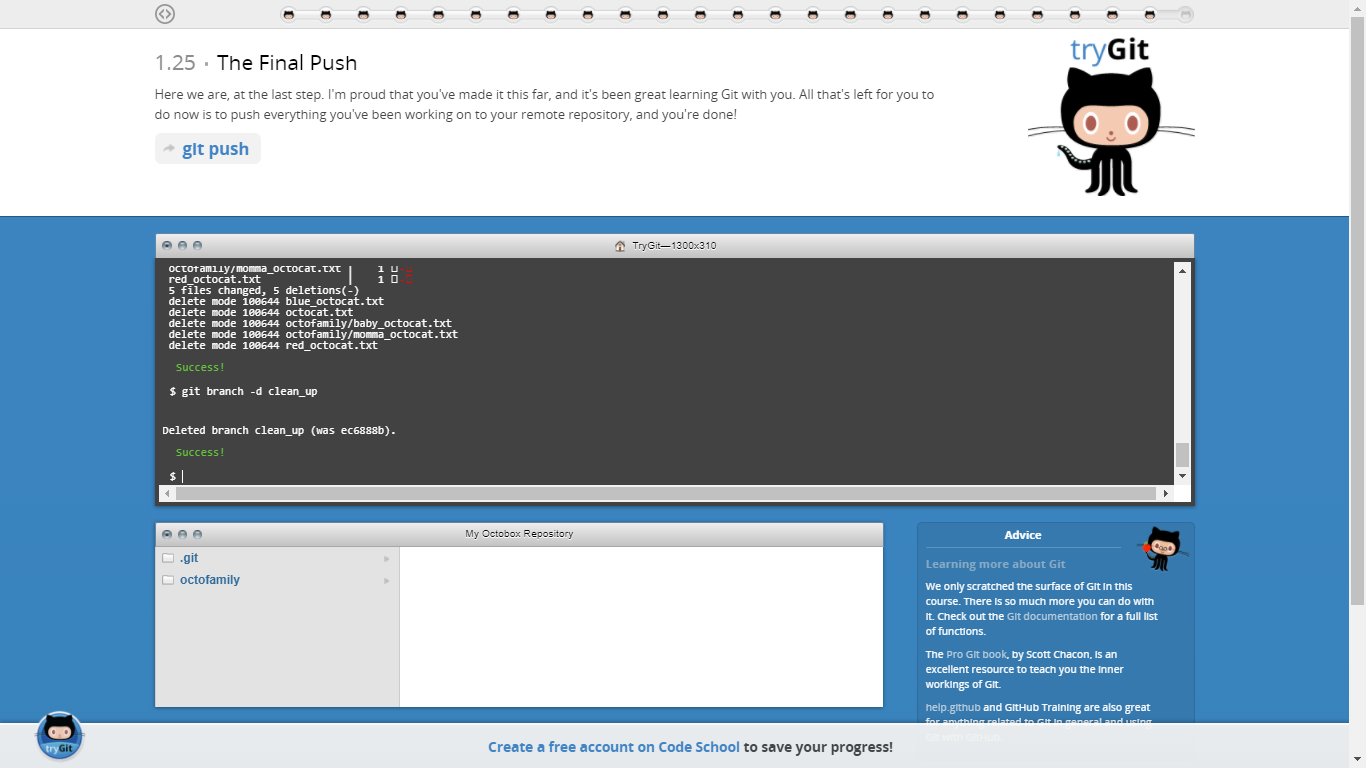 tryGit
1.25 · The Final Push
Here we are, at the last step. I'm proud that you've made it this far, and it's been great learning Git with you. All that's left for you to
do now is to push everything you've been working on to your remote repository, and you're done!
git push
TryGit—1300x310
octofamily/momma_octocat.txt |    1 -
red_octocat.txt              |    1 -
5 files changed, 5 deletions(-)
delete mode 100644 blue_octocat.txt
delete mode 100644 octocat.txt
delete mode 100644 octofamily/baby_octocat.txt
delete mode 100644 octofamily/momma_octocat.txt
delete mode 100644 red_octocat.txt
Success!
$ git branch -d clean_up
Deleted branch clean_up (was ec6888b).
Success!
$
My Octobox Repository
.git
octofamily
Advice
Learning more about Git
We only scratched the surface of Git in this
course. There is so much more you can do with
it. Check out the Git documentation for a full list
of functions.
The Pro Git book, by Scott Chacon, is an
excellent resource to teach you the inner
workings of Git.
help.github and GitHub Training are also great
for anything related to Git in general and using
Git with GitHub.
tryGit
Create a free account on Code School to save your progress!